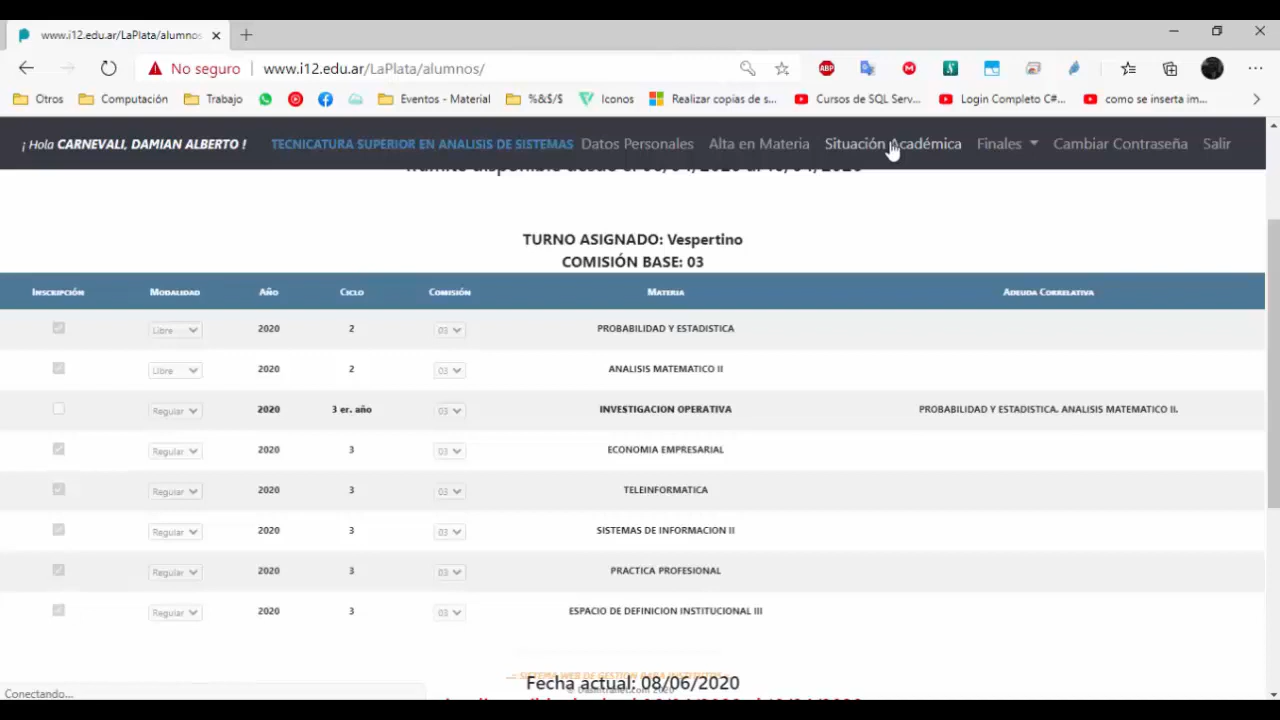 www.i12.edu.ar/LaPlata/alumnos
No seguro
www.i12.edu.ar/LaPlata/alumnos/
ABP
Otros
Computación
Trabajo
Eventos - Material
%&$/$
Iconos
Realizar copias de s...
Cursos de SQL Serv...
Login Completo C#...
como se inserta im...
¡ Hola CARNEVALI, DAMIAN ALBERTO !
TECNICATURA SUPERIOR EN ANALISIS DE SISTEMAS
Datos Personales
Alta en Materia
Situación Académica
Finales
Cambiar Contraseña
Salir
TURNO ASIGNADO: Vespertino
COMISIÓN BASE: 03
Inscripción Modalidad Año Ciclo Comisión Materia Adeuda Correlativa
Libre 2020 2 03 PROBABILIDAD Y ESTADISTICA
Libre 2020 2 03 ANALISIS MATEMATICO II
Regular 2020 3 er. año 03 INVESTIGACION OPERATIVA PROBABILIDAD Y ESTADISTICA. ANALISIS MATEMATICO II.
Regular 2020 3 03 ECONOMIA EMPRESARIAL
Regular 2020 3 03 TELEINFORMATICA
Regular 2020 3 03 SISTEMAS DE INFORMACION II
Regular 2020 3 03 PRACTICA PROFESIONAL
Regular 2020 3 03 ESPACIO DE DEFINICION INSTITUCIONAL III
Fecha actual: 08/06/2020
Conectando...